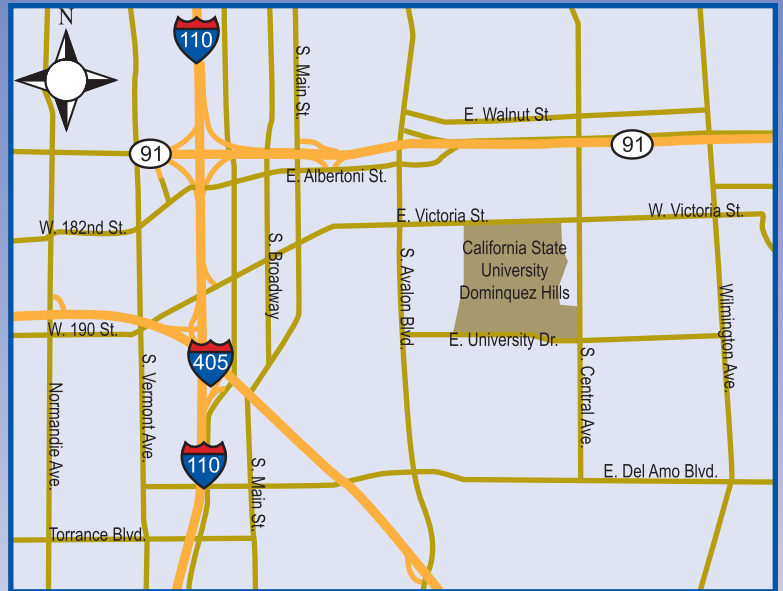 N
110
S. Main St.
E. Walnut St.
91
91
E. Albertoni St.
W. 182nd St.
E. Victoria St.
W. Victoria St.
S. Broadway
S. Avalon Blvd.
California State
University
Dominquez Hills
Wilmington Ave.
W. 190 St.
E. University Dr.
405
S. Vermont Ave.
S. Central Ave.
Normandie Ave.
110
S. Main St.
E. Del Amo Blvd.
Torrance Blvd.